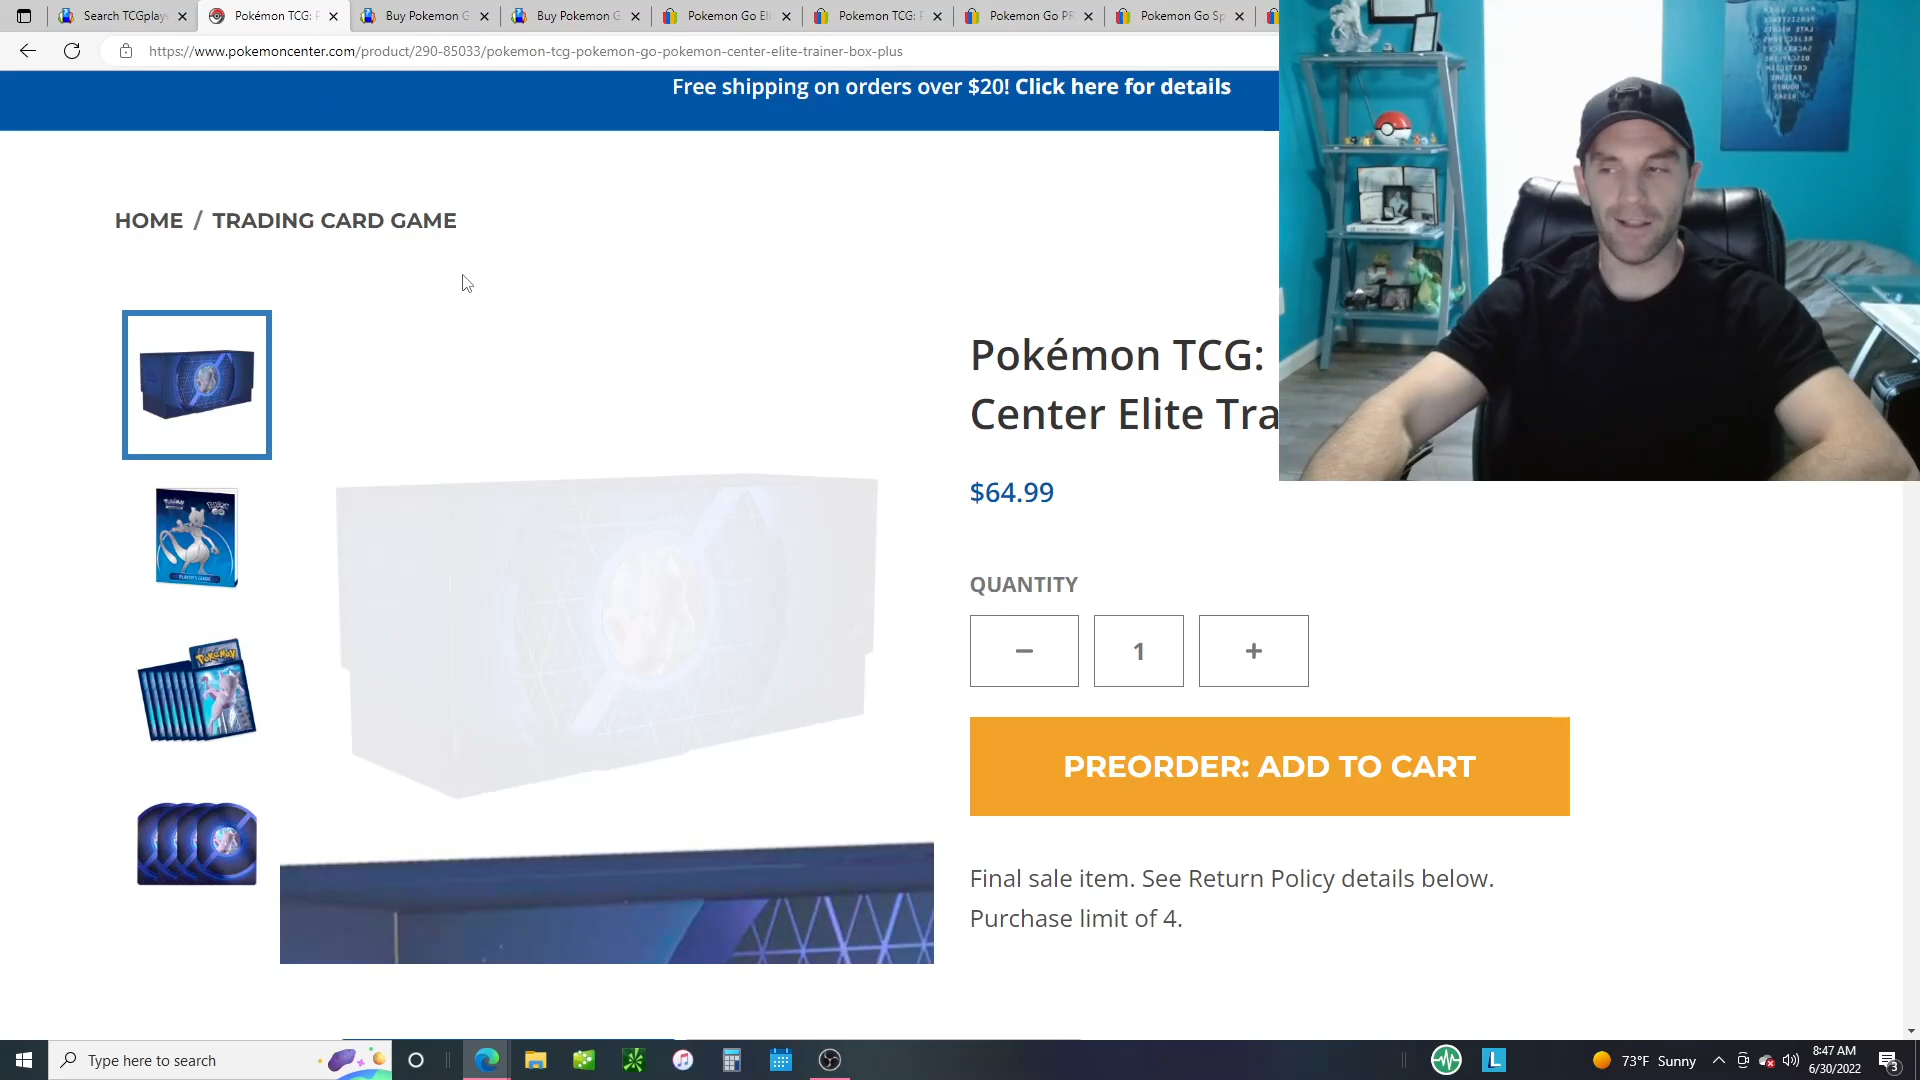 Search TCGplay
Pokémon TCG: P
Buy Pokemon G
Buy Pokemon G
Pokemon Go El
Pokemon TCG: P
Pokemon Go PR
Pokemon Go Sp
https://www.pokemoncenter.com/product/290-85033/pokemon-tcg-pokemon-go-pokemon-center-elite-trainer-box-plus
Free shipping on orders over $20! Click here for details
HOME / TRADING CARD GAME
Pokémon TCG:
Center Elite Tra
$64.99
QUANTITY
− 1 +
PREORDER: ADD TO CART
Final sale item. See Return Policy details below.
Purchase limit of 4.
Type here to search
L
73°F Sunny
8:47 AM
6/30/2022
3